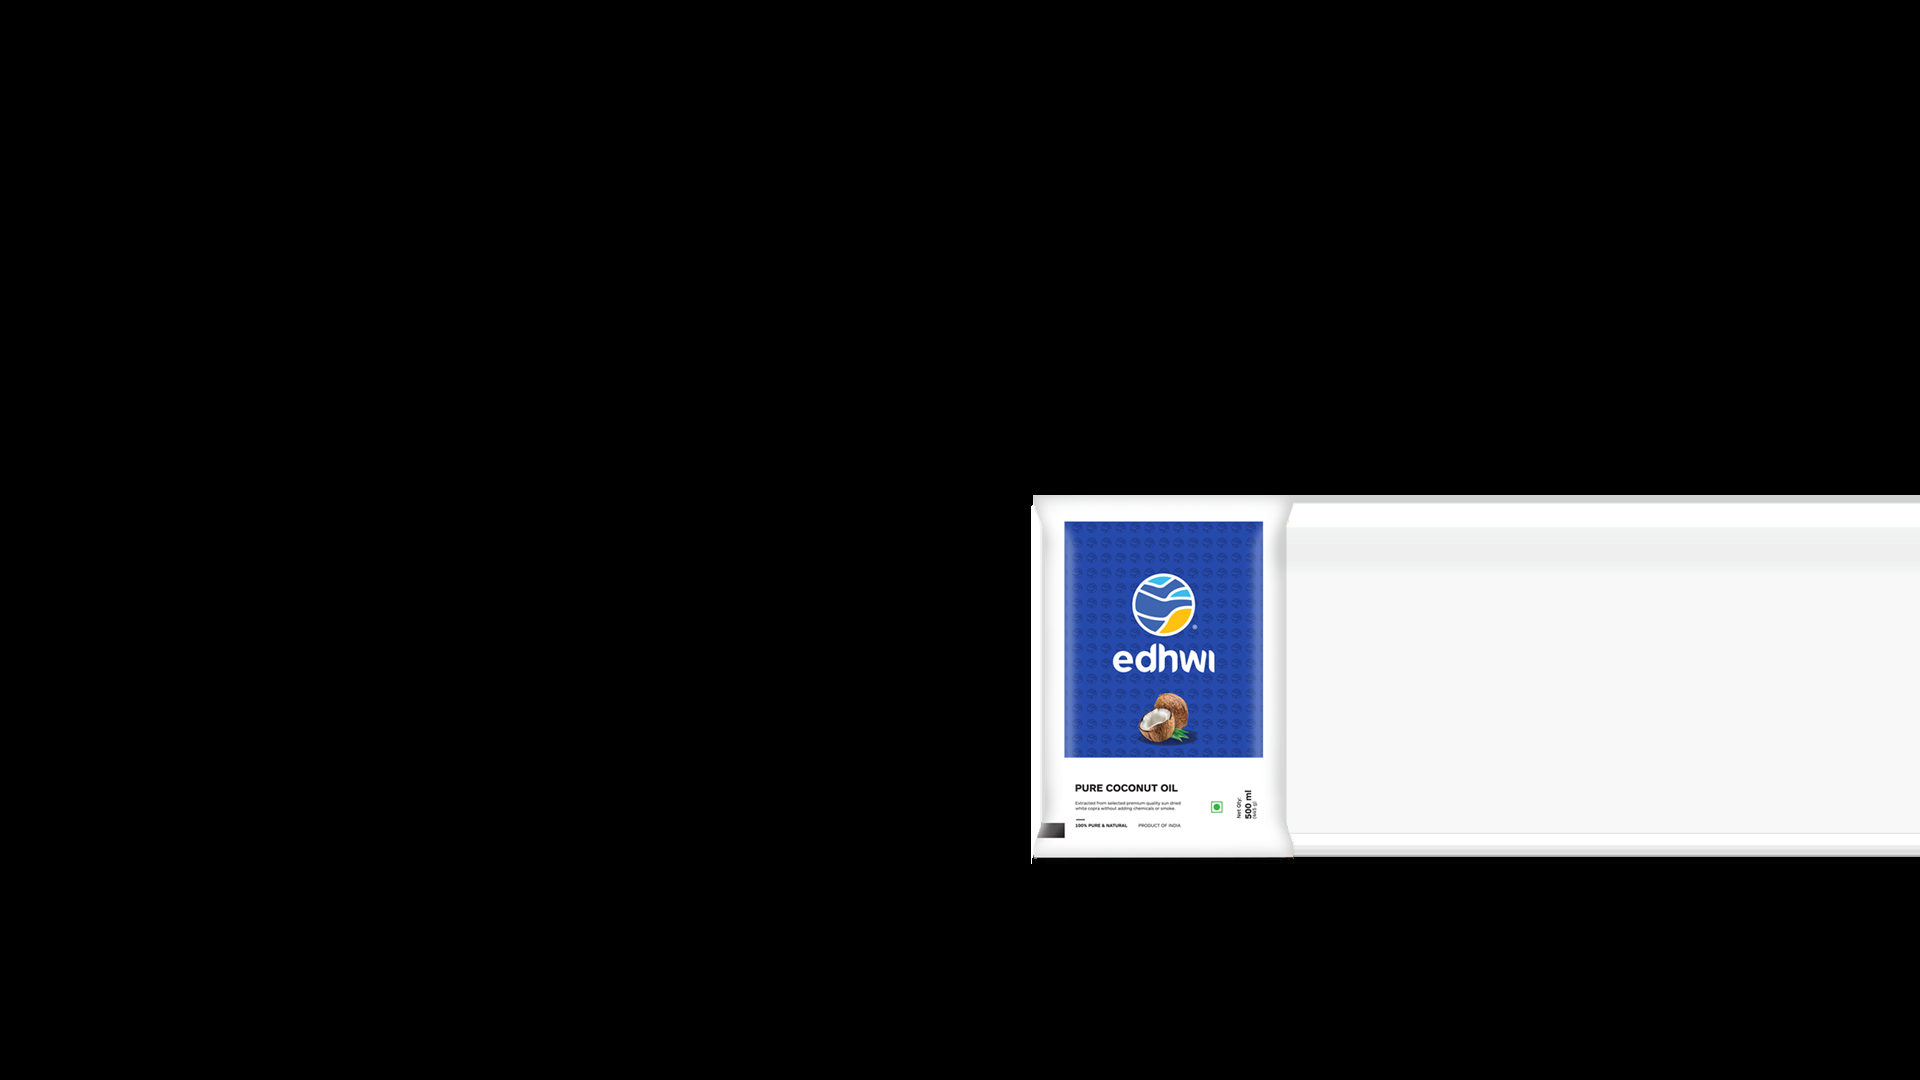 edhwi
PURE COCONUT OIL
Extracted from selected premium quality sun dried
white copra without adding chemicals or smoke.
100% PURE & NATURAL
PRODUCT OF INDIA
Net Qty:
500 ml